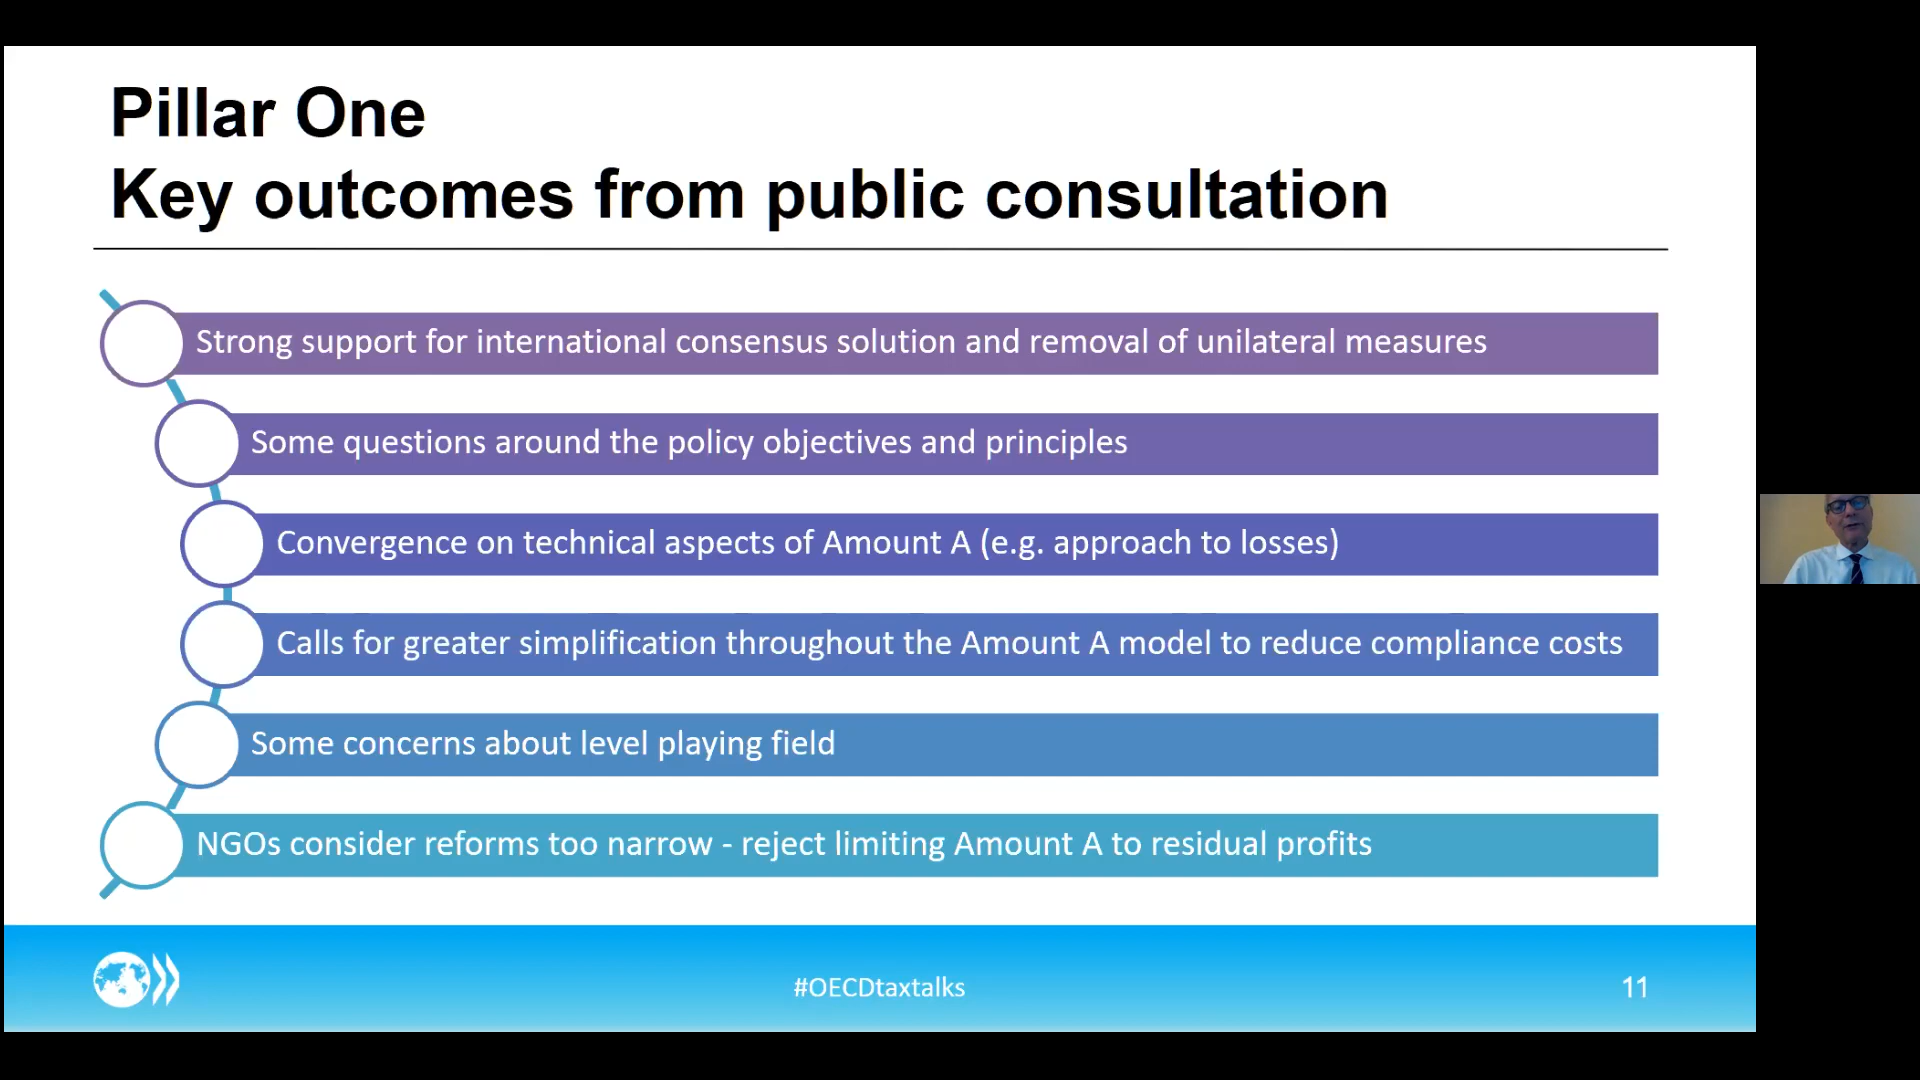 Pillar One
Key outcomes from public consultation
Strong support for international consensus solution and removal of unilateral measures
Some questions around the policy objectives and principles
Convergence on technical aspects of Amount A (e.g. approach to losses)
Calls for greater simplification throughout the Amount A model to reduce compliance costs
Some concerns about level playing field
NGOs consider reforms too narrow - reject limiting Amount A to residual profits
#OECDtaxtalks
11